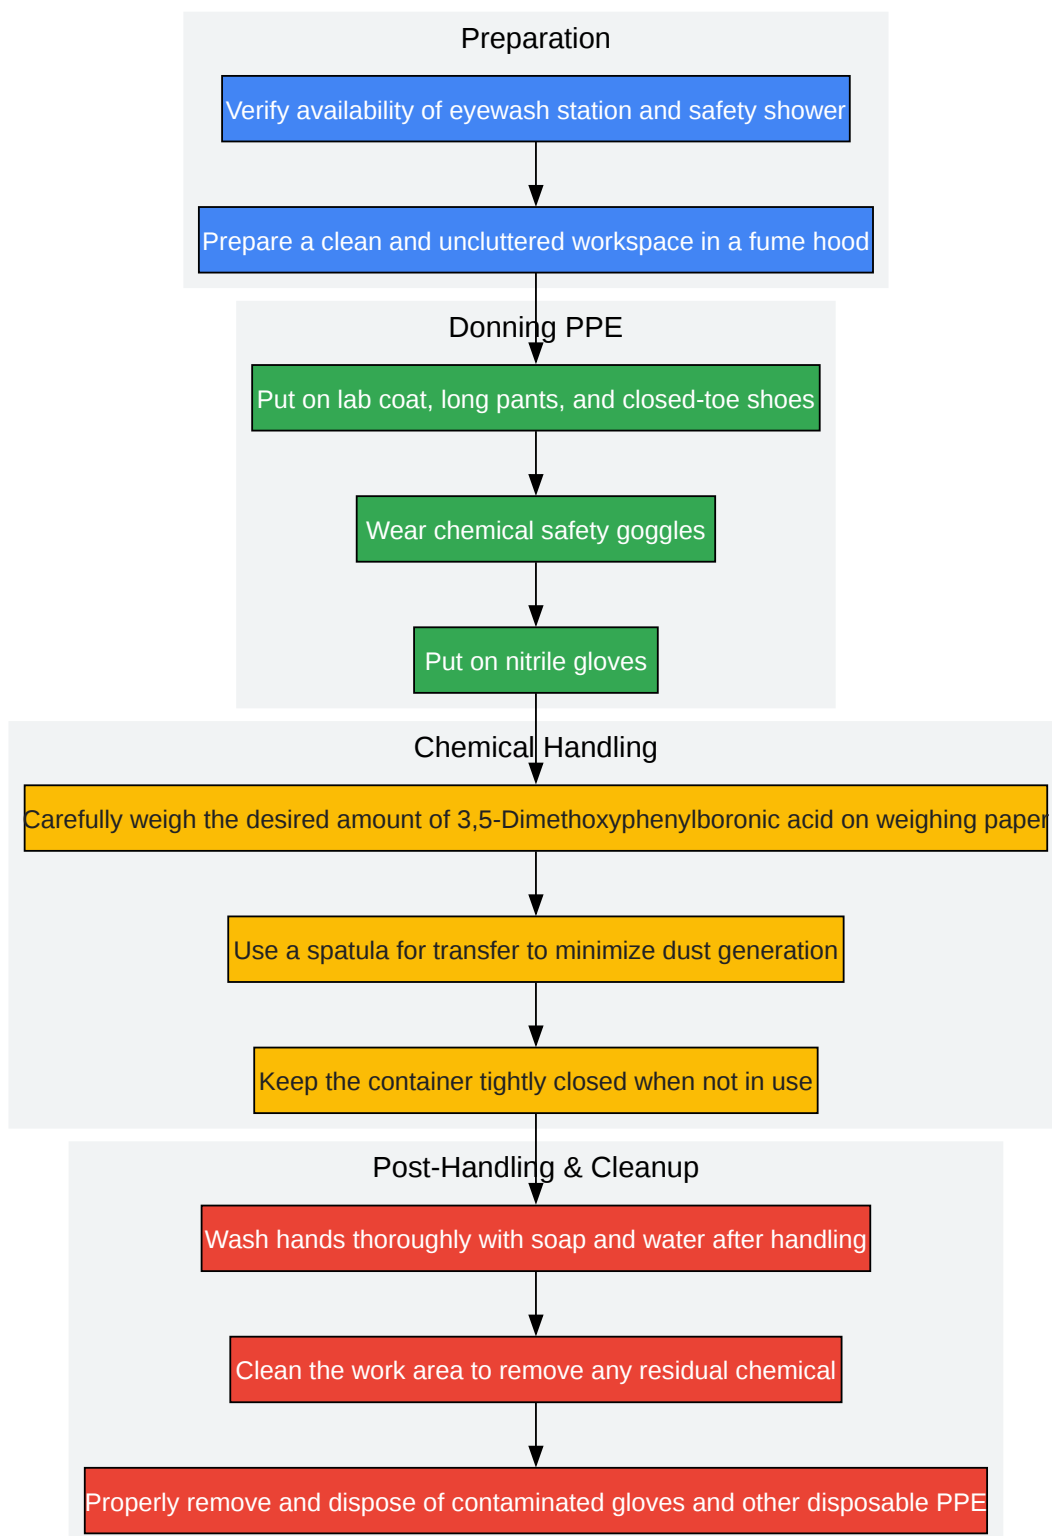 Preparation
Verify availability of eyewash station and safety shower
Prepare a clean and uncluttered workspace in a fume hood
Donning PPE
Put on lab coat, long pants, and closed-toe shoes
Wear chemical safety goggles
Put on nitrile gloves
Chemical Handling
Carefully weigh the desired amount of 3,5-Dimethoxyphenylboronic acid on weighing paper
Use a spatula for transfer to minimize dust generation
Keep the container tightly closed when not in use
Post-Handling & Cleanup
Wash hands thoroughly with soap and water after handling
Clean the work area to remove any residual chemical
Properly remove and dispose of contaminated gloves and other disposable PPE